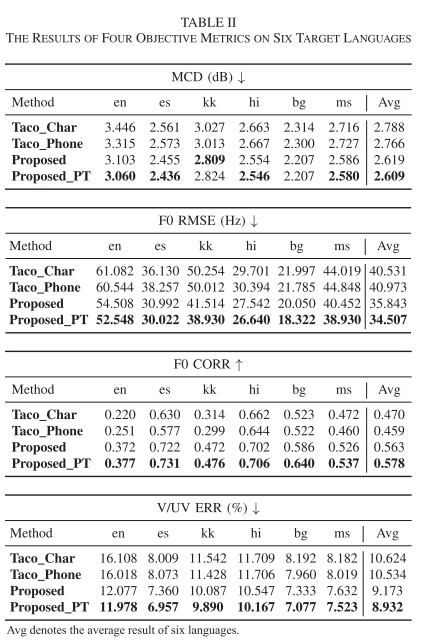 TABLE II
THE RESULTS OF FOUR OBJECTIVE METRICS ON SIX TARGET LANGUAGES
MCD (dB) ↓
Method en es kk hi bg ms Avg
Taco_Char 3.446 2.561 3.027 2.663 2.314 2.716 2.788
Taco_Phone 3.315 2.573 3.013 2.667 2.300 2.727 2.766
Proposed 3.103 2.455 2.809 2.554 2.207 2.586 2.619
Proposed_PT 3.060 2.436 2.824 2.546 2.207 2.580 2.609
F0 RMSE (Hz) ↓
Method en es kk hi bg ms Avg
Taco_Char 61.082 36.130 50.254 29.701 21.997 44.019 40.531
Taco_Phone 60.544 38.257 50.012 30.394 21.785 44.848 40.973
Proposed 54.508 30.992 41.514 27.542 20.050 40.452 35.843
Proposed_PT 52.548 30.022 38.930 26.640 18.322 38.930 34.507
F0 CORR ↑
Method en es kk hi bg ms Avg
Taco_Char 0.220 0.630 0.314 0.662 0.523 0.472 0.470
Taco_Phone 0.251 0.577 0.299 0.644 0.522 0.460 0.459
Proposed 0.372 0.722 0.472 0.702 0.586 0.526 0.563
Proposed_PT 0.377 0.731 0.476 0.706 0.640 0.537 0.578
V/UV ERR (%) ↓
Method en es kk hi bg ms Avg
Taco_Char 16.108 8.009 11.542 11.709 8.192 8.182 10.624
Taco_Phone 16.018 8.073 11.428 11.706 7.960 8.019 10.534
Proposed 12.077 7.360 10.087 10.547 7.333 7.632 9.173
Proposed_PT 11.978 6.957 9.890 10.167 7.077 7.523 8.932
Avg denotes the average result of six languages.